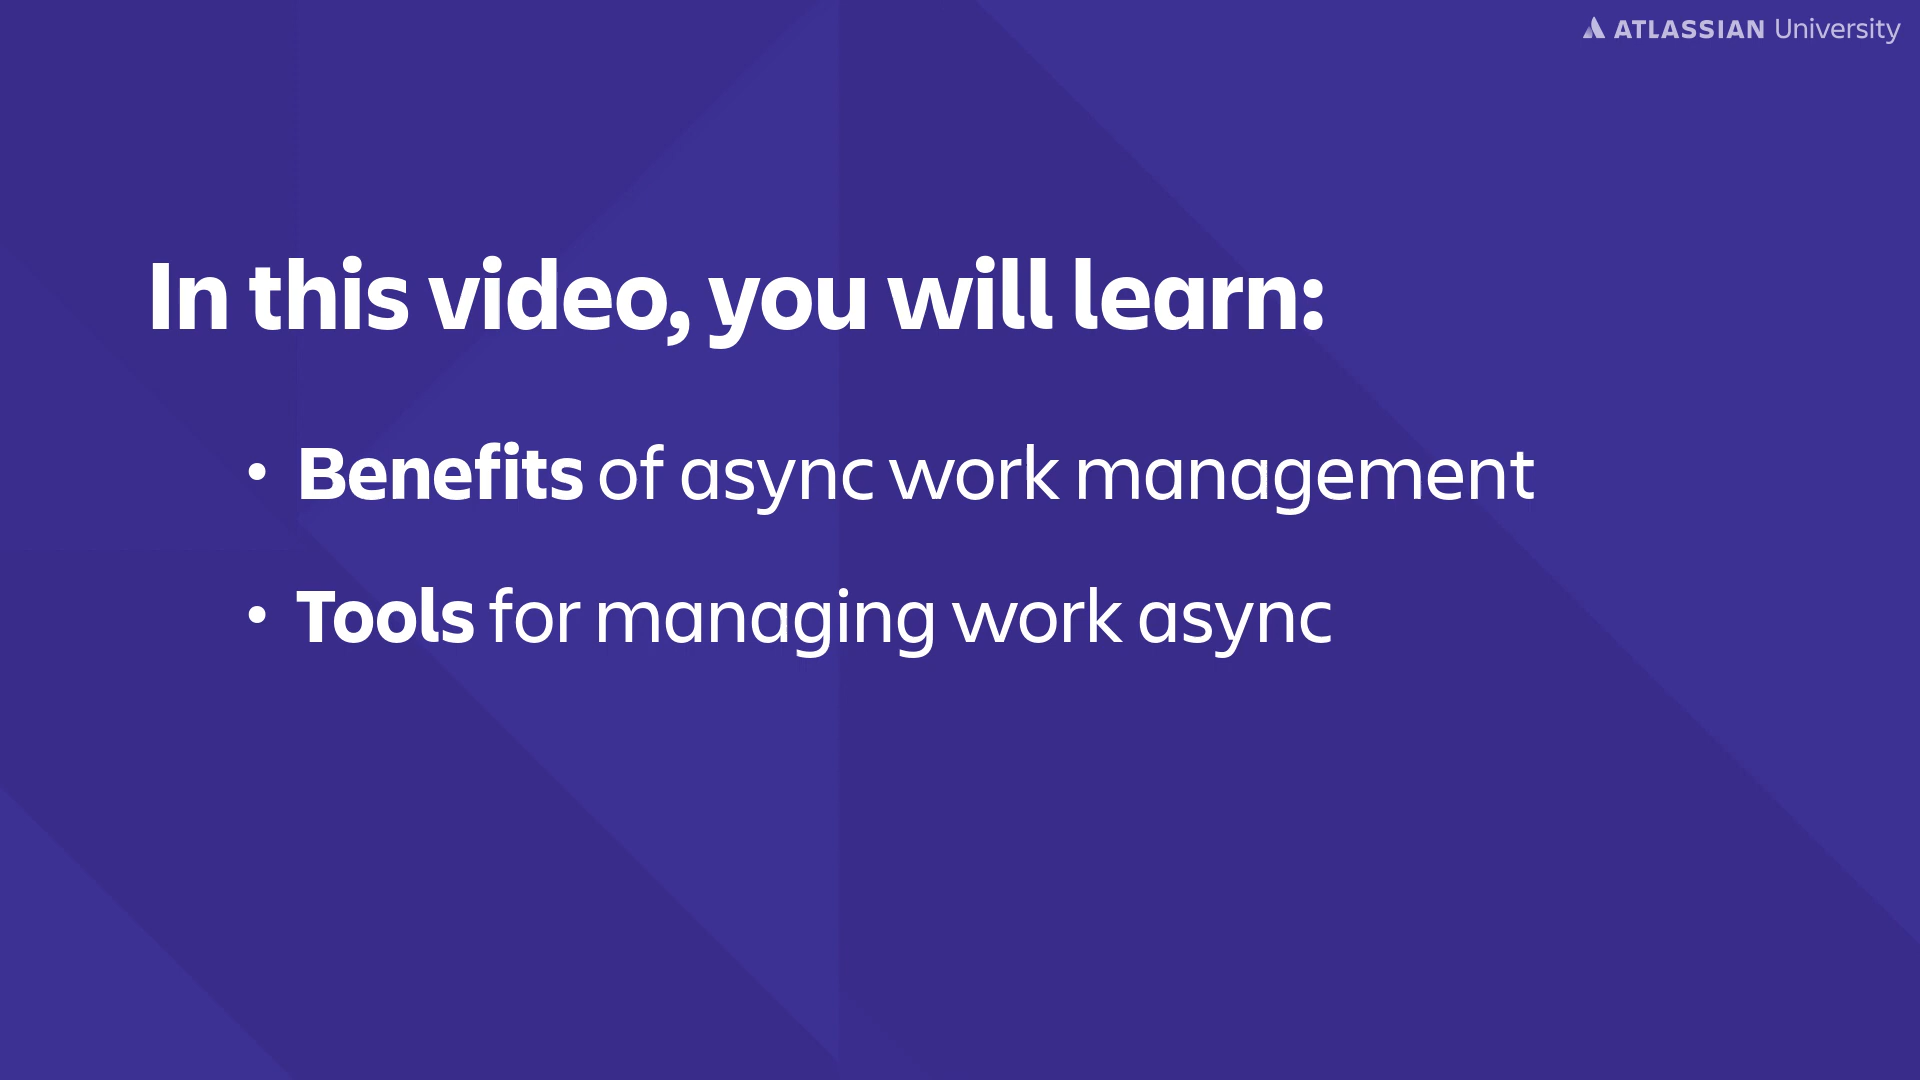 ATLASSIAN University
In this video, you will learn:
• Benefits of async work management
• Tools for managing work async